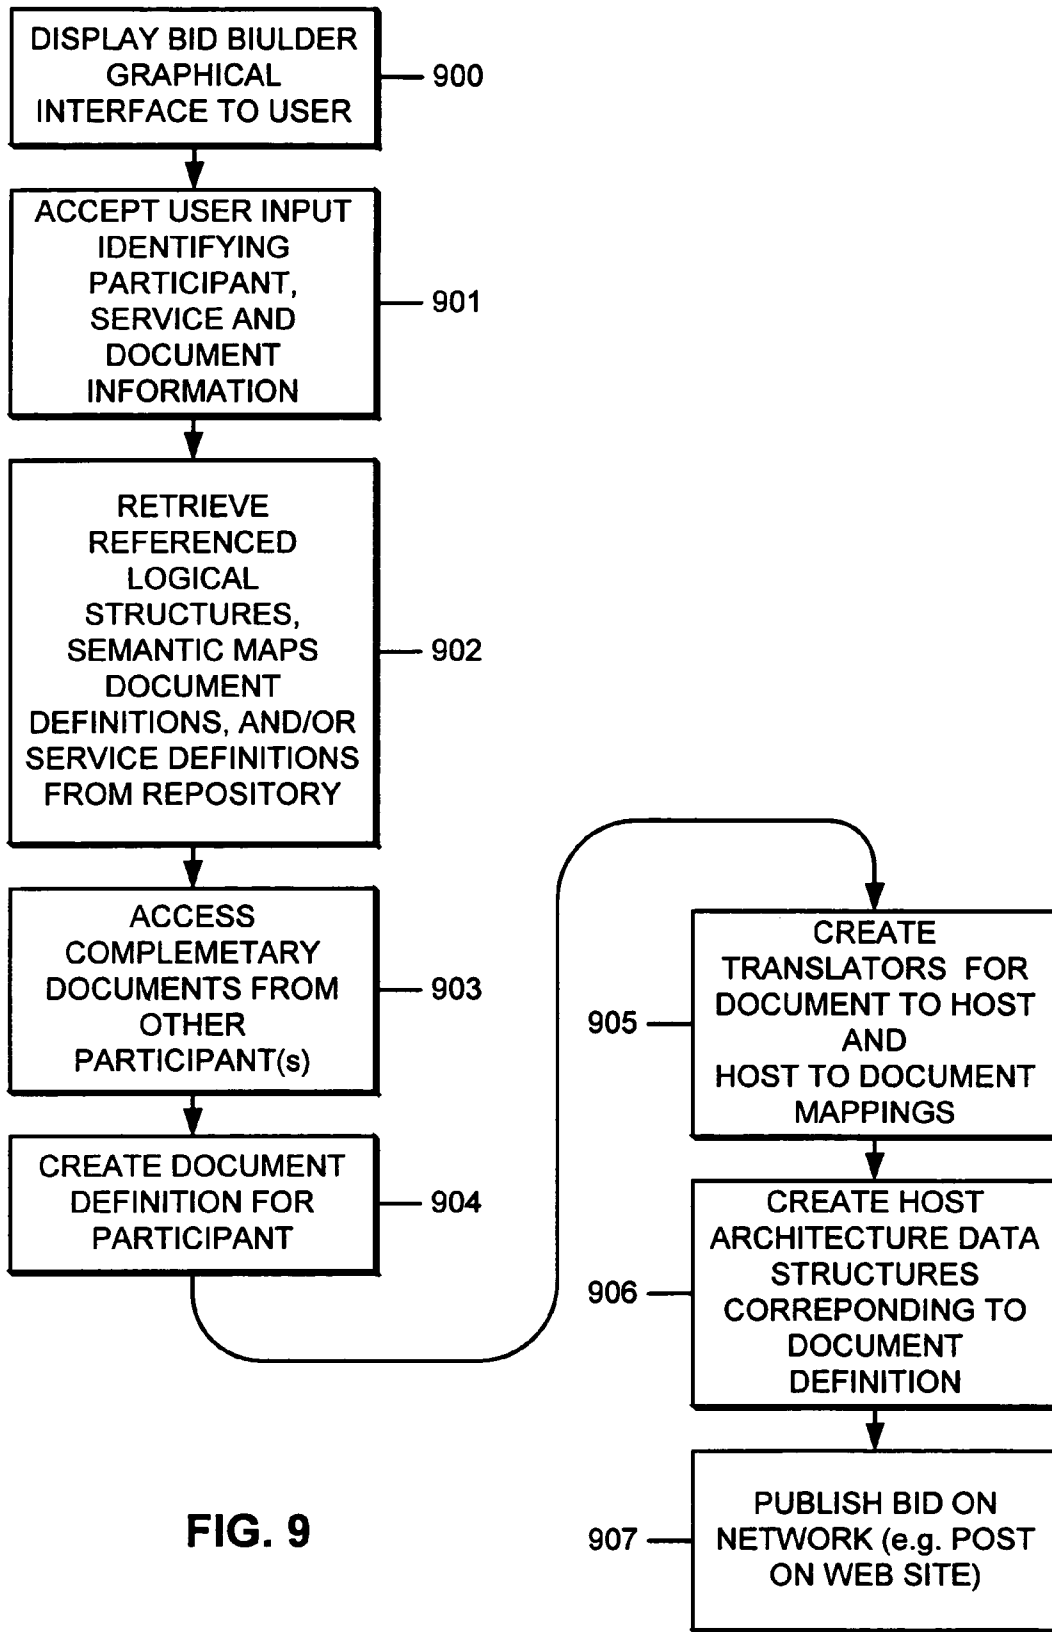 DISPLAY BID BIULDER
GRAPHICAL
INTERFACE TO USER
900
ACCEPT USER INPUT
IDENTIFYING
PARTICIPANT,
SERVICE AND
DOCUMENT
INFORMATION
901
RETRIEVE
REFERENCED
LOGICAL
STRUCTURES,
SEMANTIC MAPS
DOCUMENT
DEFINITIONS, AND/OR
SERVICE DEFINITIONS
FROM REPOSITORY
902
ACCESS
COMPLEMETARY
DOCUMENTS FROM
OTHER
PARTICIPANT(s)
903
CREATE DOCUMENT
DEFINITION FOR
PARTICIPANT
904
CREATE
TRANSLATORS FOR
DOCUMENT TO HOST
AND
HOST TO DOCUMENT
MAPPINGS
905
CREATE HOST
ARCHITECTURE DATA
STRUCTURES
CORREPONDING TO
DOCUMENT
DEFINITION
906
PUBLISH BID ON
NETWORK (e.g. POST
ON WEB SITE)
907
FIG. 9